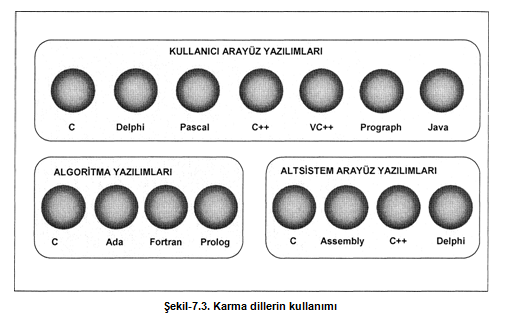 KULLANICI ARAYÜZ YAZILIMLARI
C Delphi Pascal C++ VC++ Prograph Java
ALGORİTMA YAZILIMLARI
C Ada Fortran Prolog
ALTSİSTEM ARAYÜZ YAZILIMLARI
C Assembly C++ Delphi
Şekil-7.3. Karma dillerin kullanımı